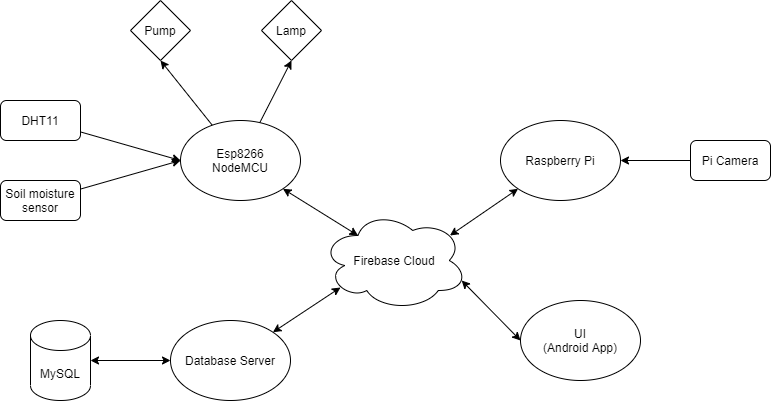 Pump
Lamp
DHT11
Esp8266
NodeMCU
Raspberry Pi
Pi Camera
Soil moisture
sensor
Firebase Cloud
UI
(Android App)
Database Server
MySQL